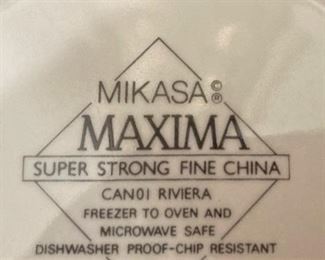 MIKASA ©®
MAXIMA
SUPER STRONG FINE CHINA
CAN01 RIVIERA
FREEZER TO OVEN AND
MICROWAVE SAFE
DISHWASHER PROOF-CHIP RESISTANT